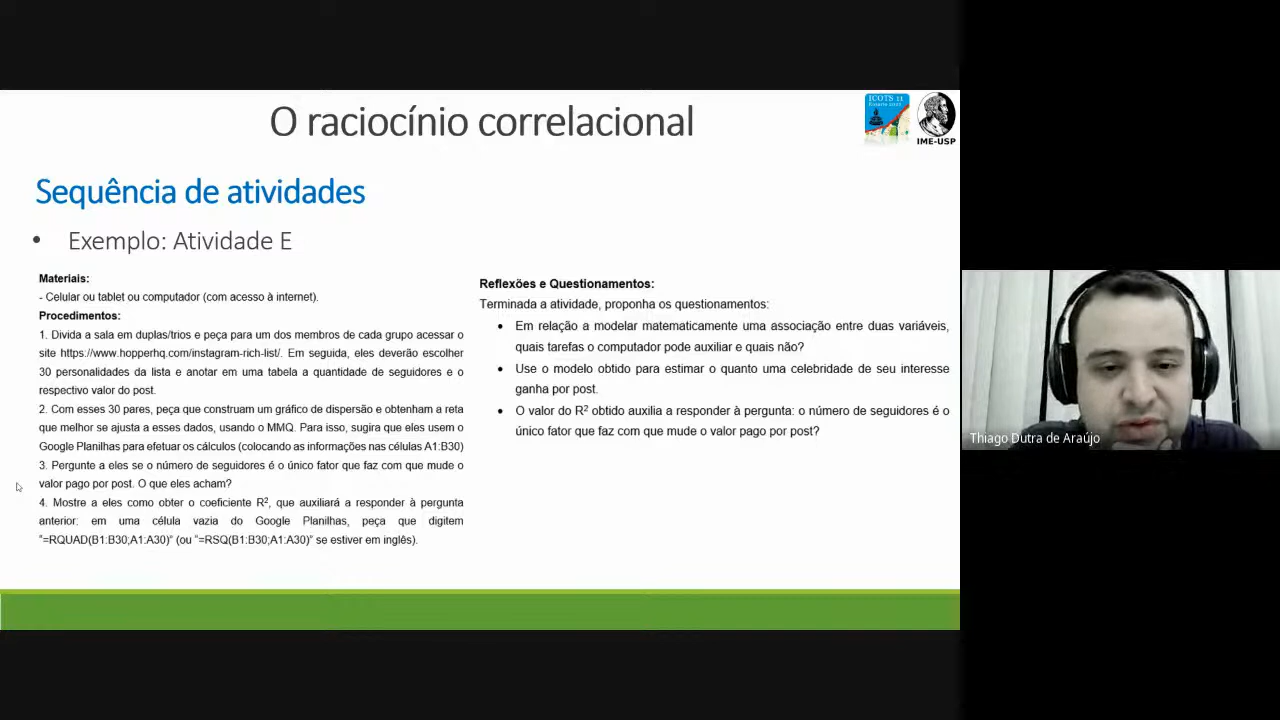 O raciocínio correlacional
ICOTS 11
IME-USP
Sequência de atividades
• Exemplo: Atividade E
Materiais:
- Celular ou tablet ou computador (com acesso à internet).
Procedimentos:
1. Divida a sala em duplas/trios e peça para um dos membros de cada grupo acessar o
site https://www.hopperhq.com/instagram-rich-list/. Em seguida, eles deverão escolher
30 personalidades da lista e anotar em uma tabela a quantidade de seguidores e o
respectivo valor do post.
2. Com esses 30 pares, peça que construam um gráfico de dispersão e obtenham a reta
que melhor se ajusta a esses dados, usando o MMQ. Para isso, sugira que eles usem o
Google Planilhas para efetuar os cálculos (colocando as informações nas células A1:B30)
3. Pergunte a eles se o número de seguidores é o único fator que faz com que mude o
valor pago por post. O que eles acham?
4. Mostre a eles como obter o coeficiente R², que auxiliará a responder à pergunta
anterior: em uma célula vazia do Google Planilhas, peça que digitem
"=RQUAD(B1:B30;A1:A30)" (ou "=RSQ(B1:B30;A1:A30)" se estiver em inglês).
Reflexões e Questionamentos:
Terminada a atividade, proponha os questionamentos:
• Em relação a modelar matematicamente uma associação entre duas variáveis,
quais tarefas o computador pode auxiliar e quais não?
• Use o modelo obtido para estimar o quanto uma celebridade de seu interesse
ganha por post.
• O valor do R² obtido auxilia a responder à pergunta: o número de seguidores é o
único fator que faz com que mude o valor pago por post?
Thiago Dutra de Araújo